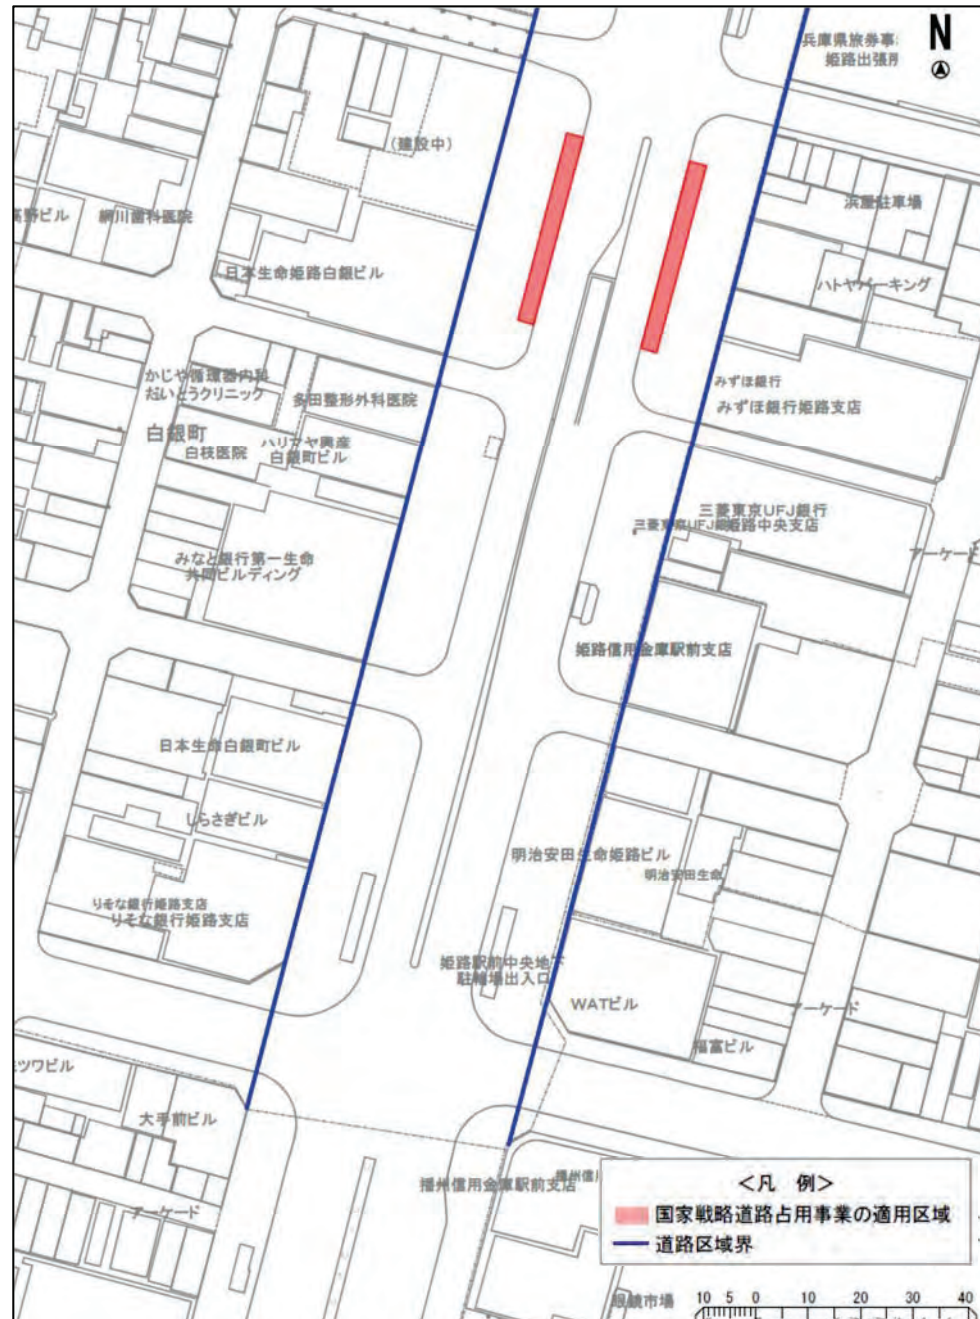 N
兵庫県旅券事
姫路出張所
(建設中)
網川歯科医院
浜屋駐車場
日本生命姫路白銀ビル
ハトヤパーキング
かじや循環器内科
だいとうクリニック
多田整形外科医院
みずほ銀行
みずほ銀行姫路支店
白銀町
白枝医院
ハリマヤ興産
白銀町ビル
三菱東京UFJ銀行
姫路中央支店
三菱東京UFJ銀
アーケード
みなと銀行第一生命
共同ビルディング
姫路信用金庫駅前支店
日本生命白銀町ビル
しらさぎビル
明治安田生命姫路ビル
明治安田生命
りそな銀行姫路支店
りそな銀行姫路支店
姫路駅前中央地下
駐輪場出入口
WATビル
アーケード
福富ビル
ミツワビル
大手前ビル
播州信用金庫駅前支店
播州信用
アーケード
<凡 例>
国家戦略道路占用事業の適用区域
道路区域界
眼鏡市場
10 5 0 10 20 30 40